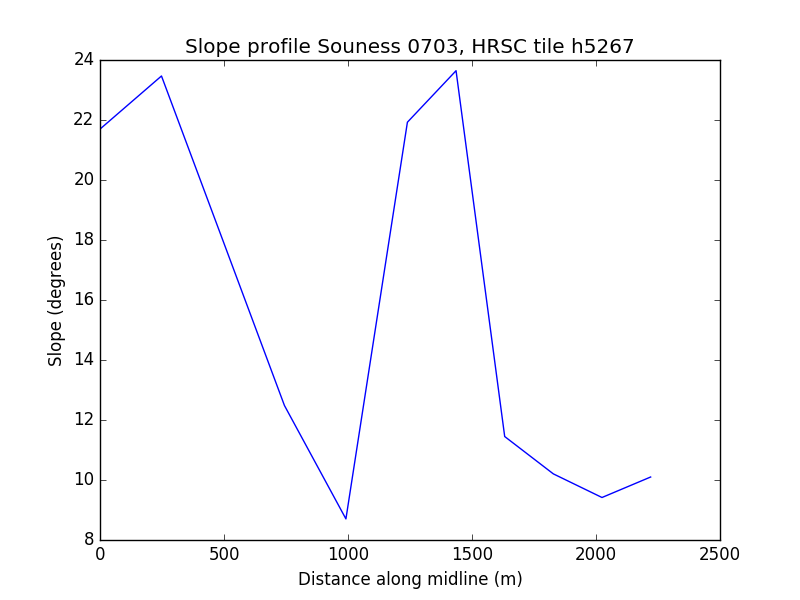 Slope profile Souness 0703, HRSC tile h5267
24
22
20
18
16
14
12
10
8
Slope (degrees)
0 500 1000 1500 2000 2500
Distance along midline (m)